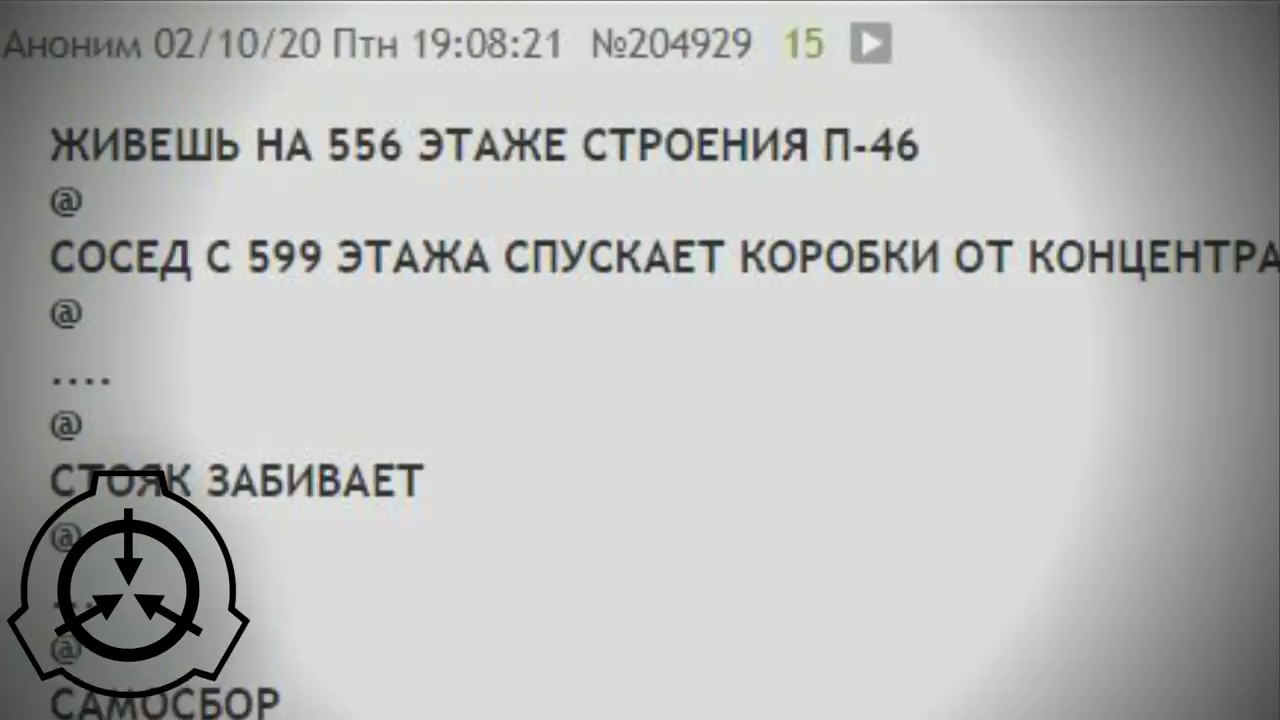 Аноним 02/10/20 Птн 19:08:21 №204929 15
ЖИВЕШЬ НА 556 ЭТАЖЕ СТРОЕНИЯ П-46
@
СОСЕД С 599 ЭТАЖА СПУСКАЕТ КОРОБКИ ОТ КОНЦЕНТРА
@
....
@
СТОЯК ЗАБИВАЕТ
@
....
@
САМОСБОР